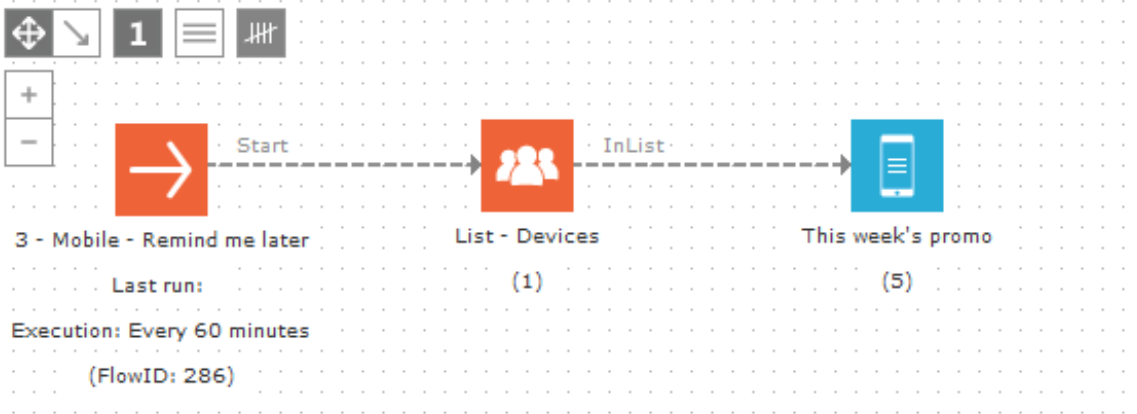 1
+
Start
InList
−
3 - Mobile - Remind me later
List - Devices
This week's promo
Last run:
(1)
(5)
Execution: Every 60 minutes
(FlowID: 286)